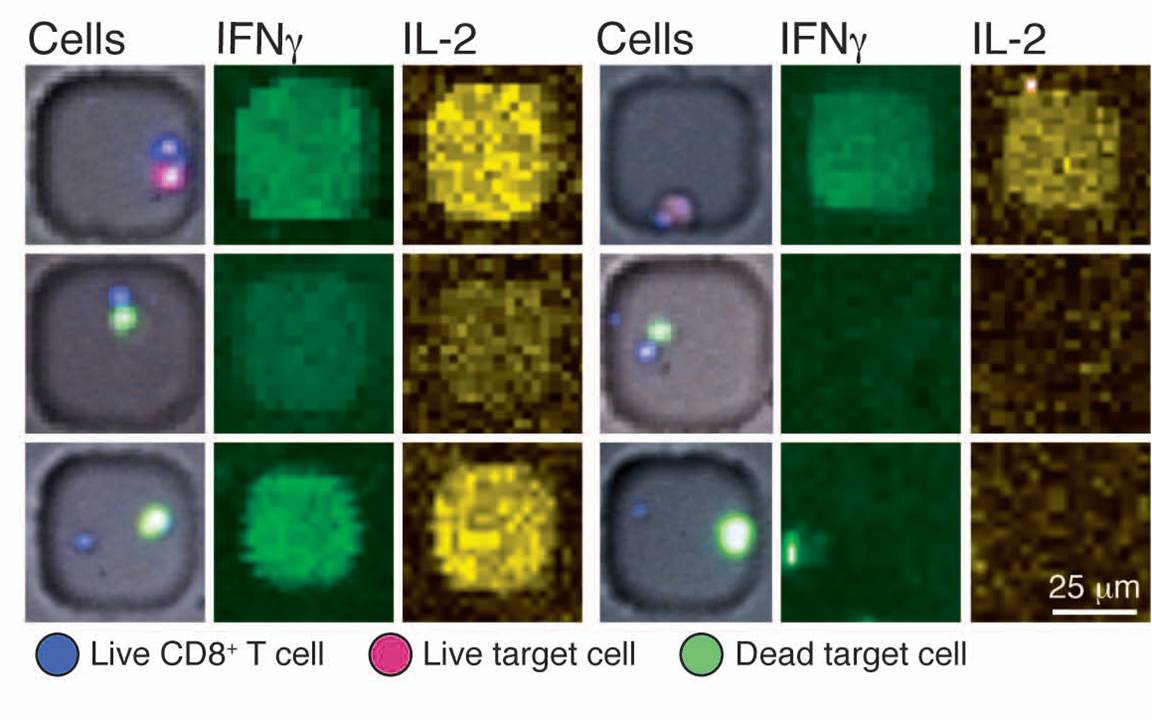 Cells IFNγ IL-2 Cells IFNγ IL-2
25 μm
Live CD8⁺ T cell Live target cell Dead target cell